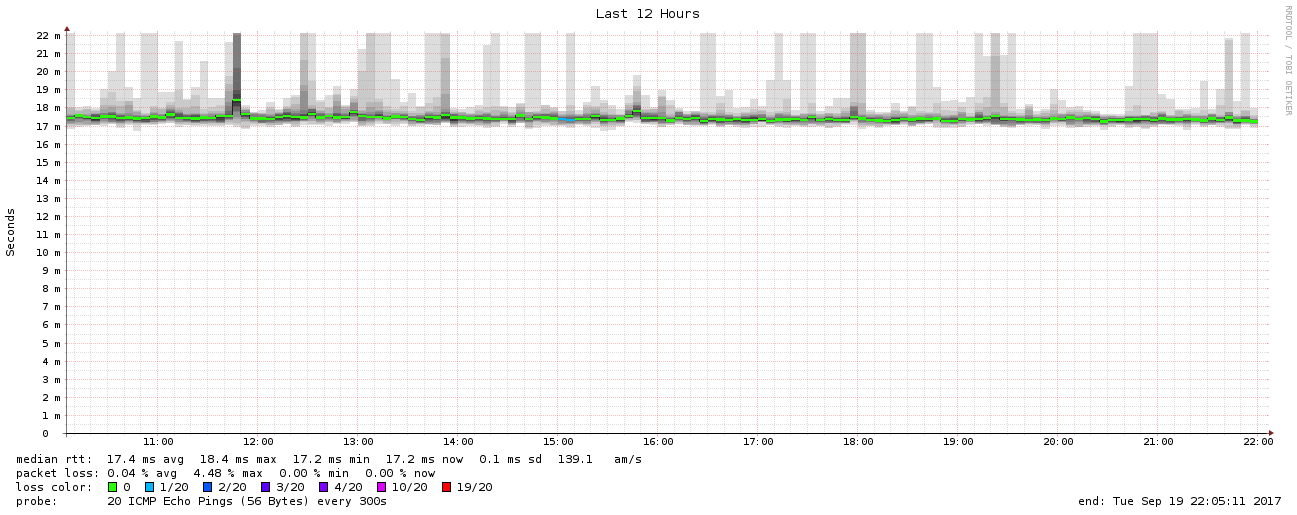 Last 12 Hours
RRDTOOL / TOBI OETIKER
Seconds
22 m
21 m
20 m
19 m
18 m
17 m
16 m
15 m
14 m
13 m
12 m
11 m
10 m
9 m
8 m
7 m
6 m
5 m
4 m
3 m
2 m
1 m
0
11:00 12:00 13:00 14:00 15:00 16:00 17:00 18:00 19:00 20:00 21:00 22:00
median rtt: 17.4 ms avg 18.4 ms max 17.2 ms min 17.2 ms now 0.1 ms sd 139.1 am/s
packet loss: 0.04 % avg 4.48 % max 0.00 % min 0.00 % now
loss color: 0 1/20 2/20 3/20 4/20 10/20 19/20
probe: 20 ICMP Echo Pings (56 Bytes) every 300s end: Tue Sep 19 22:05:11 2017